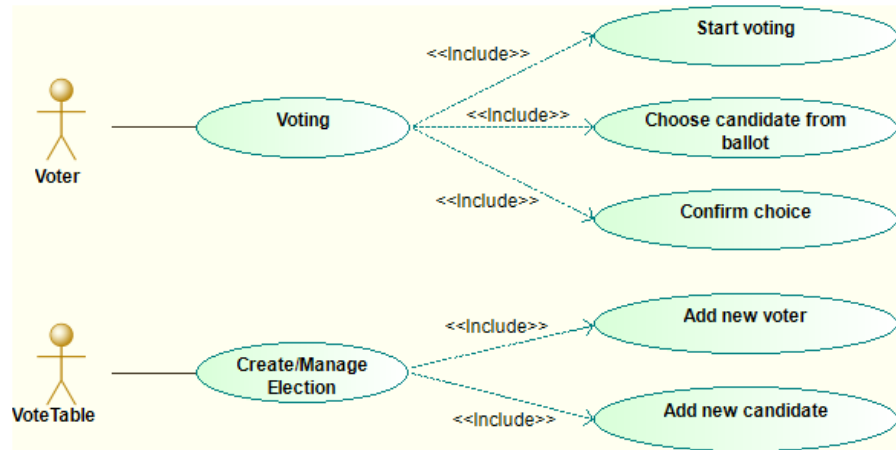 Start voting
<<Include>>
Voting
<<Include>>
Choose candidate from
ballot
Voter
<<Include>>
Confirm choice
Add new voter
<<Include>>
Create/Manage
Election
VoteTable
<<Include>>
Add new candidate